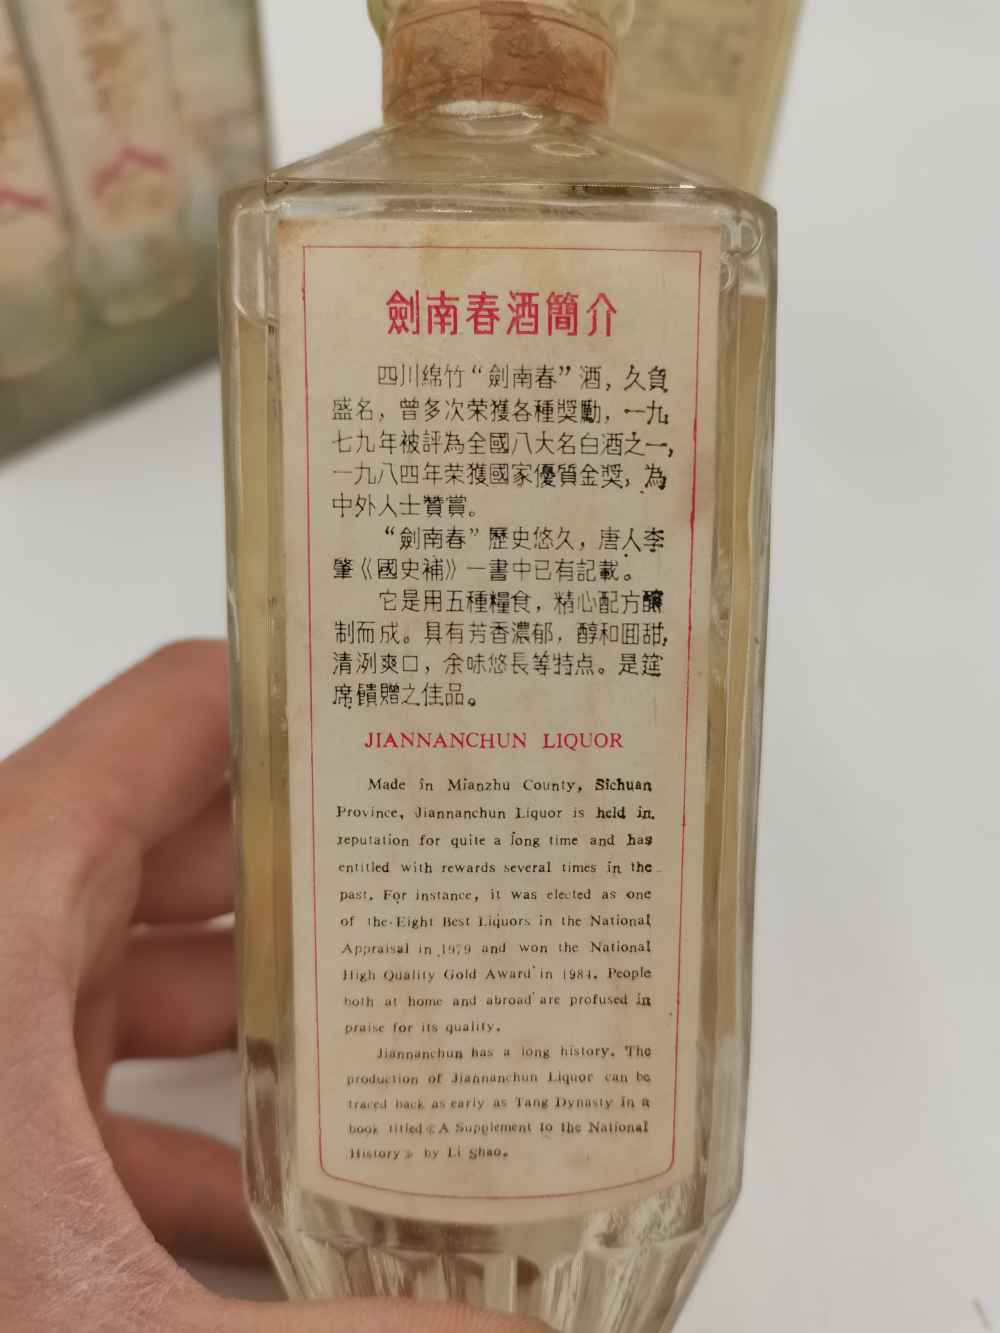 劍南春酒簡介
四川綿竹“劍南春”酒，久負
盛名，曾多次荣獲各種獎勵，一九
七九年被評為全國八大名白酒之一，
一九八四年荣獲國家優質金獎，為
中外人士贊賞。
“劍南春”歷史悠久，唐人李
肇《國史補》一書中已有記載。
它是用五種糧食，精心配方釀
制而成。具有芳香濃郁，醇和囬甜，
清洌爽口，余味悠長等特点。是筵
席饋贈之佳品。
JIANNANCHUN LIQUOR
Made in Mianzhu County, Sichuan
Province, Jiannanchun Liquor is held in
reputation for quite a long time and has
entitled with rewards several times in the
past. For instance, it was elected as one
of the Eight Best Liquors in the National
Appraisal in 1979 and won the National
High Quality Gold Award in 1984. People
both at home and abroad are profused in
praise for its quality.
Jiannanchun has a long history. The
production of Jiannanchun Liquor can be
traced back as early as Tang Dynasty in a
book titled《A Supplement to the National
History》by Li Shao.